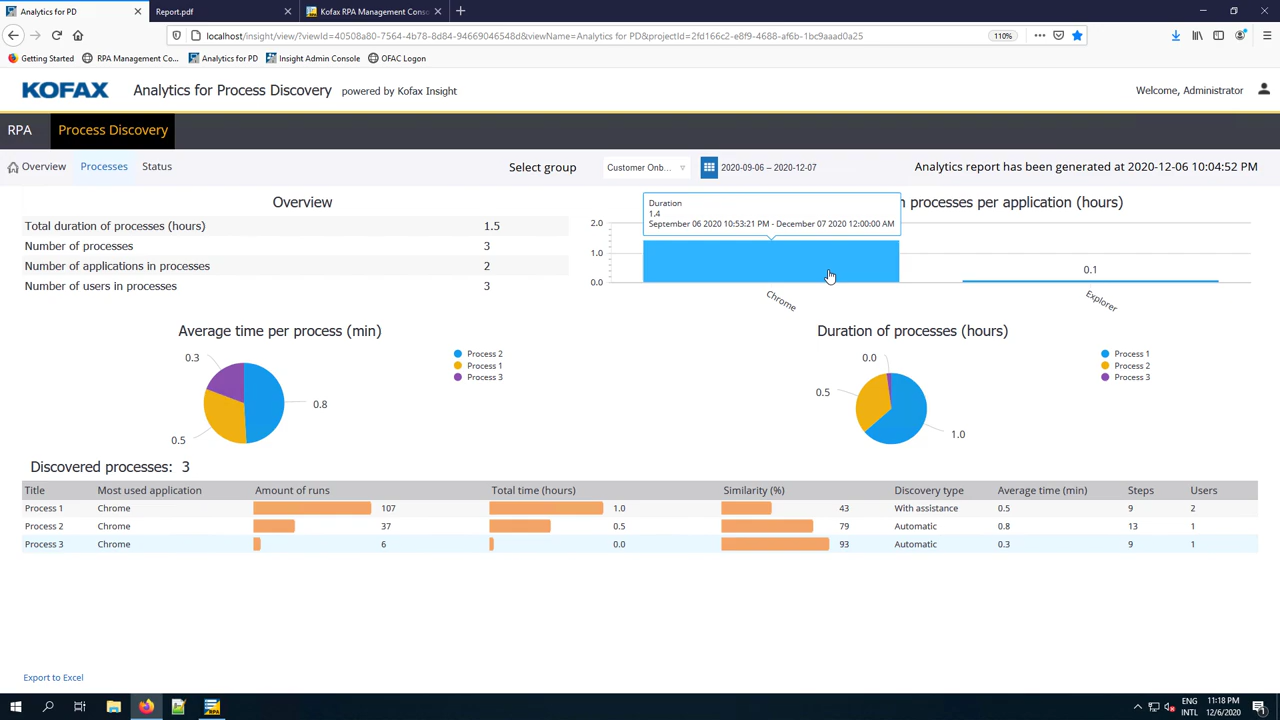 Analytics for PD
Report.pdf
Kofax RPA Management Conso
localhost/insight/view/?viewId=40508a80-7564-4b78-8d84-94669046548d&viewName=Analytics for PD&projectId=2fd166c2-e8f9-4688-af6b-1bc9aaad0a25
110%
Getting Started
RPA Management Co...
Analytics for PD
Insight Admin Console
OFAC Logon
KOFAX
Analytics for Process Discovery powered by Kofax Insight
Welcome, Administrator
RPA
Process Discovery
Overview
Processes
Status
Select group
Customer Onb...
2020-09-06 – 2020-12-07
Analytics report has been generated at 2020-12-06 10:04:52 PM
Overview
Total duration of processes (hours) 1.5
Number of processes 3
Number of applications in processes 2
Number of users in processes 3
n processes per application (hours)
Duration
1.4
September 06 2020 10:53:21 PM - December 07 2020 12:00:00 AM
2.0
1.0
0.0
0.1
Chrome
Explorer
Average time per process (min)
0.3
0.8
0.5
Process 2
Process 1
Process 3
Duration of processes (hours)
0.0
0.5
1.0
Process 1
Process 2
Process 3
Discovered processes: 3
Title Most used application Amount of runs Total time (hours) Similarity (%) Discovery type Average time (min) Steps Users
Process 1 Chrome 107 1.0 43 With assistance 0.5 9 2
Process 2 Chrome 37 0.5 79 Automatic 0.8 13 1
Process 3 Chrome 6 0.0 93 Automatic 0.3 9 1
Export to Excel
RPA
ENG
INTL
11:18 PM
12/6/2020
1